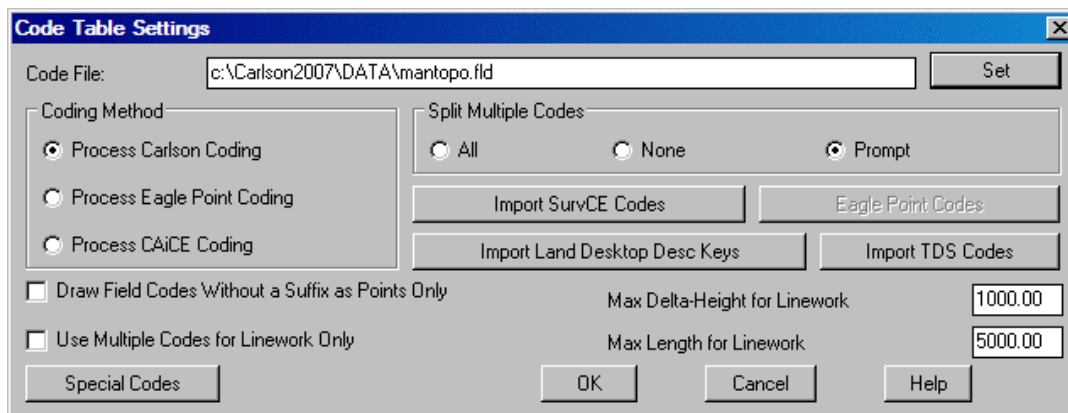 Code Table Settings
Code File: c:\Carlson2007\DATA\mantopo.fld Set
Coding Method
Process Carlson Coding
Process Eagle Point Coding
Process CAiCE Coding
Split Multiple Codes
All None Prompt
Import SurvCE Codes Eagle Point Codes
Import Land Desktop Desc Keys Import TDS Codes
Draw Field Codes Without a Suffix as Points Only
Max Delta-Height for Linework 1000.00
Use Multiple Codes for Linework Only
Max Length for Linework 5000.00
Special Codes OK Cancel Help